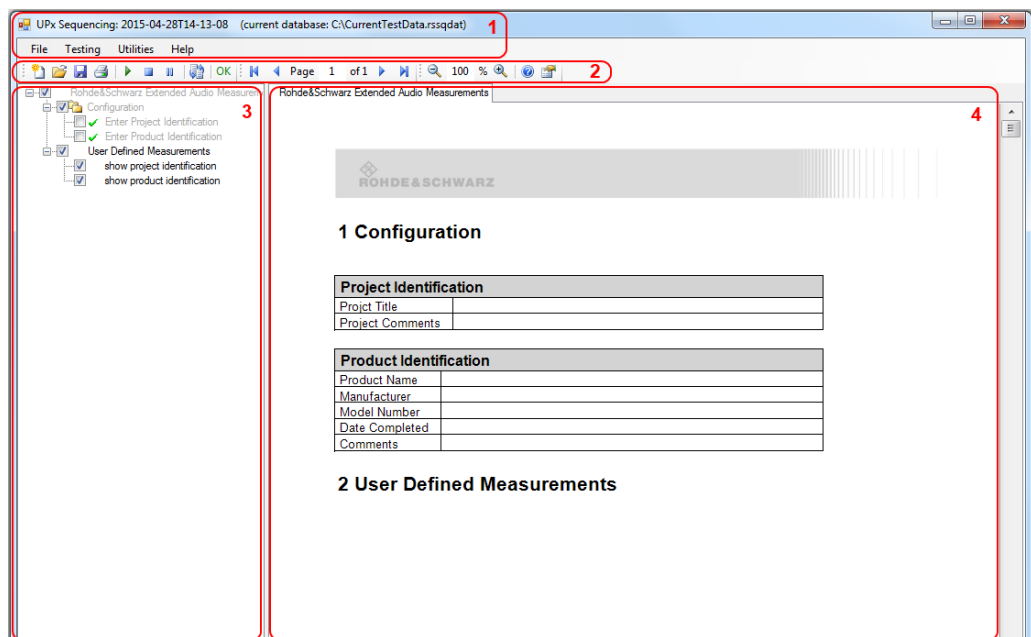 UPx Sequencing: 2015-04-28T14-13-08 (current database: C:\CurrentTestData.rssqdat)
1
File Testing Utilities Help
OK Page 1 of 1 100 %
2
Rohde&Schwarz Extended Audio Measuren
Configuration
Enter Project Identification
Enter Product Identification
User Defined Measurements
show project identification
show product identification
3
Rohde&Schwarz Extended Audio Measurements
4
ROHDE&SCHWARZ
1 Configuration
Project Identification
Projct Title
Project Comments
Product Identification
Product Name
Manufacturer
Model Number
Date Completed
Comments
2 User Defined Measurements